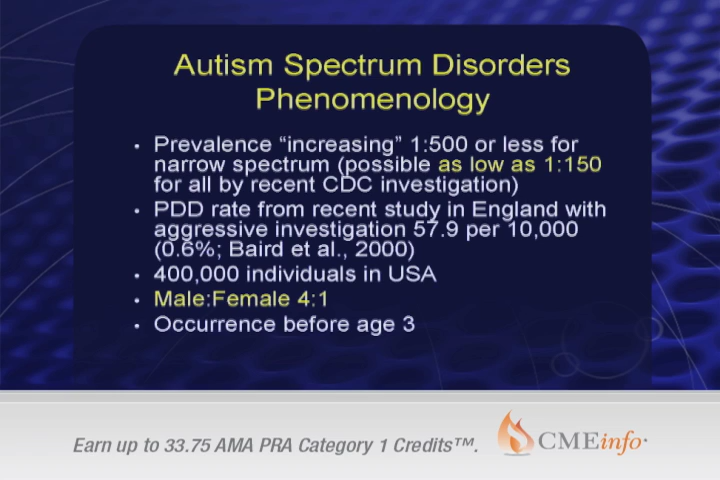 Autism Spectrum Disorders
Phenomenology
• Prevalence “increasing” 1:500 or less for
narrow spectrum (possible as low as 1:150
for all by recent CDC investigation)
• PDD rate from recent study in England with
aggressive investigation 57.9 per 10,000
(0.6%; Baird et al., 2000)
• 400,000 individuals in USA
• Male:Female 4:1
• Occurrence before age 3
Earn up to 33.75 AMA PRA Category 1 Credits™.
CMEinfo